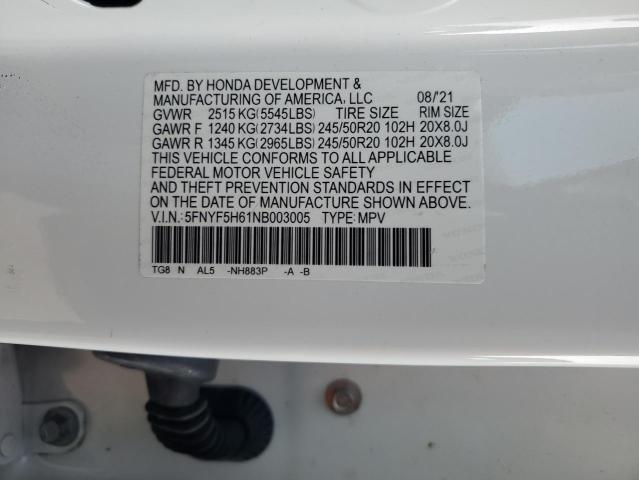 MFD. BY HONDA DEVELOPMENT &
MANUFACTURING OF AMERICA, LLC 08/'21
GVWR 2515 KG(5545LBS) TIRE SIZE RIM SIZE
GAWR F 1240 KG(2734LBS) 245/50R20 102H 20X8.0J
GAWR R 1345 KG(2965LBS) 245/50R20 102H 20X8.0J
THIS VEHICLE CONFORMS TO ALL APPLICABLE
FEDERAL MOTOR VEHICLE SAFETY
AND THEFT PREVENTION STANDARDS IN EFFECT
ON THE DATE OF MANUFACTURE SHOWN ABOVE.
V.I.N.: 5FNYF5H61NB003005 TYPE: MPV
TG8 N AL5 -NH883P -A -B